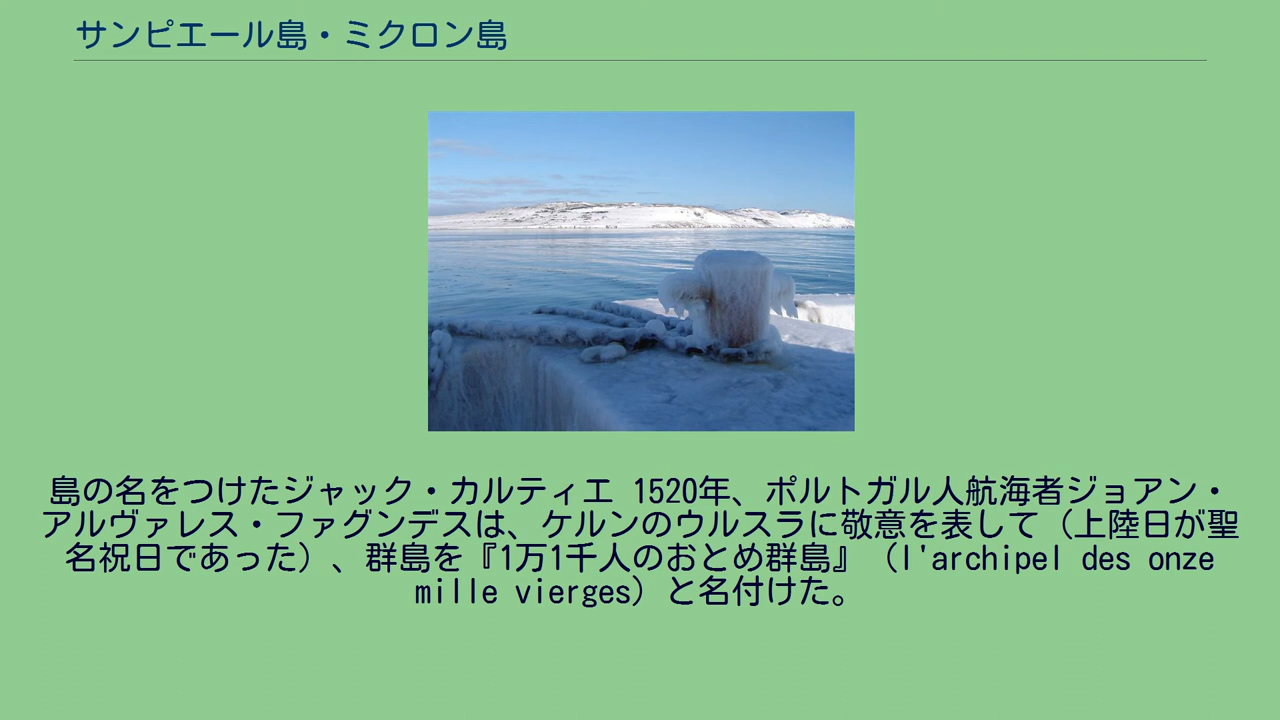 サンピエール島・ミクロン島
島の名をつけたジャック・カルティエ 1520年、ポルトガル人航海者ジョアン・
アルヴァレス・ファグンデスは、ケルンのウルスラに敬意を表して（上陸日が聖
名祝日であった）、群島を『1万1千人のおとめ群島』（l'archipel des onze
mille vierges）と名付けた。